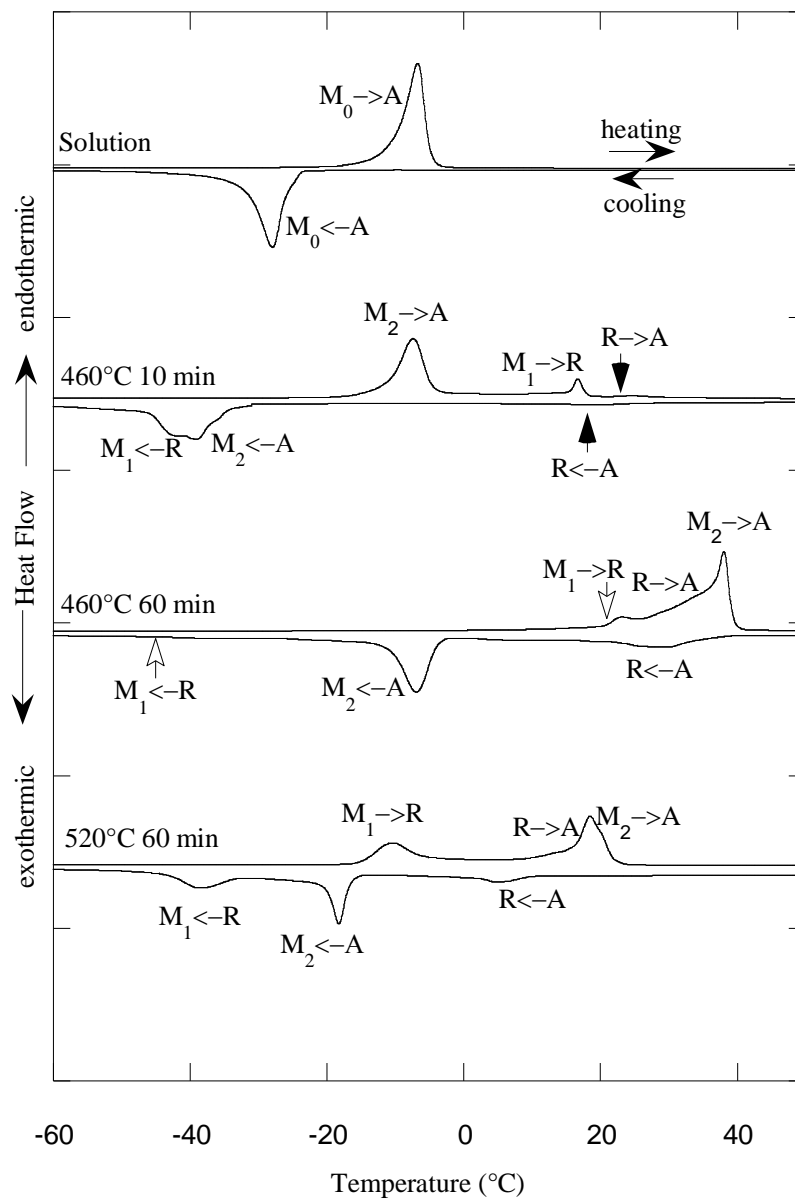 M0−>A
Solution
heating
cooling
M0<−A
endothermic
M2−>A
R−>A
M1−>R
460°C 10 min
M1<−R
M2<−A
R<−A
Heat Flow
M2−>A
M1−>R
R−>A
460°C 60 min
M1<−R
M2<−A
R<−A
exothermic
M1−>R
R−>A
M2−>A
520°C 60 min
M1<−R
R<−A
M2<−A
-60
-40
-20
0
20
40
Temperature (°C)